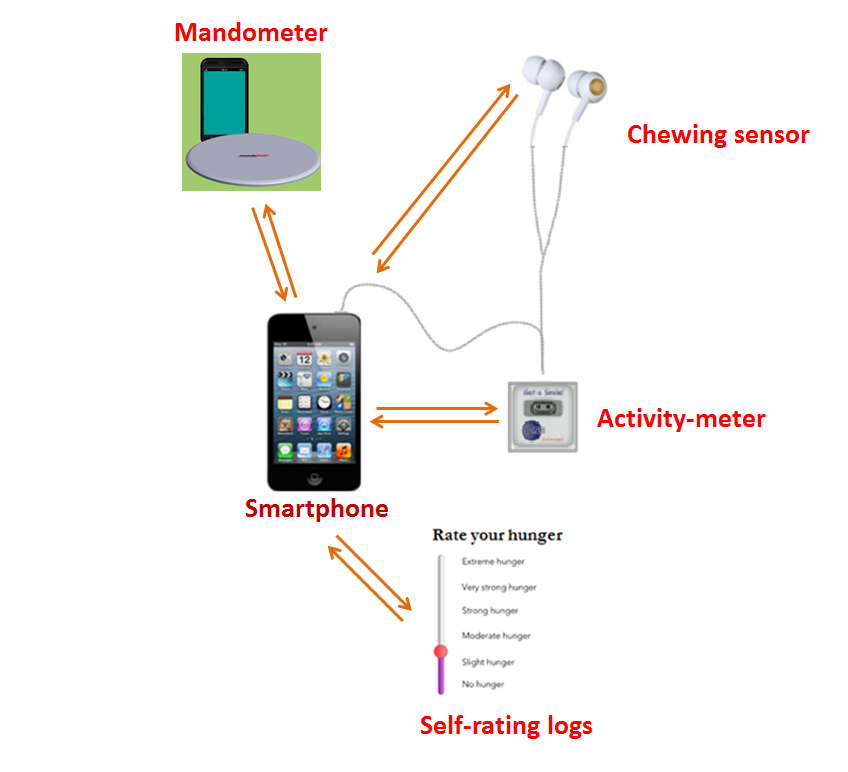 Mandometer
Chewing sensor
12
Activity-meter
Smartphone
Rate your hunger
Extreme hunger
Very strong hunger
Strong hunger
Moderate hunger
Slight hunger
No hunger
Self-rating logs